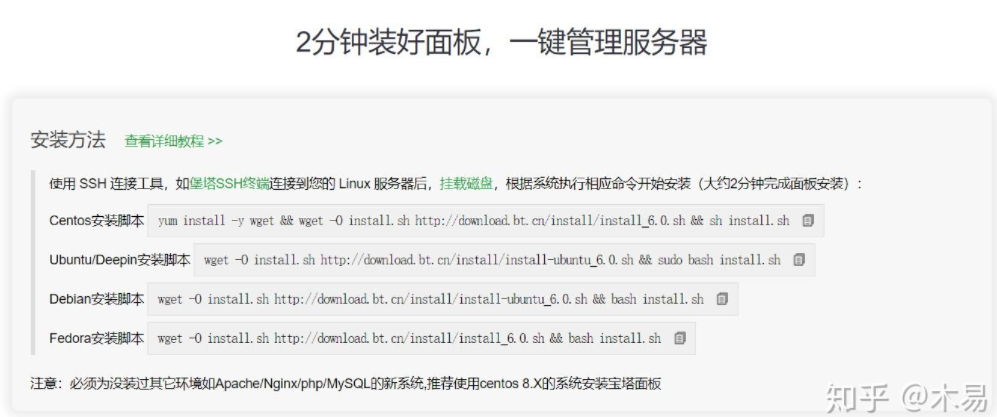 2分钟装好面板，一键管理服务器
安装方法 查看详细教程 >>
使用 SSH 连接工具，如堡塔SSH终端连接到您的 Linux 服务器后，挂载磁盘，根据系统执行相应命令开始安装（大约2分钟完成面板安装）：
Centos安装脚本 yum install -y wget && wget -O install.sh http://download.bt.cn/install/install_6.0.sh && sh install.sh
Ubuntu/Deepin安装脚本 wget -O install.sh http://download.bt.cn/install/install-ubuntu_6.0.sh && sudo bash install.sh
Debian安装脚本 wget -O install.sh http://download.bt.cn/install/install-ubuntu_6.0.sh && bash install.sh
Fedora安装脚本 wget -O install.sh http://download.bt.cn/install/install_6.0.sh && bash install.sh
注意：必须为没装过其它环境如Apache/Nginx/php/MySQL的新系统,推荐使用centos 8.X的系统安装宝塔面板
知乎 @木易